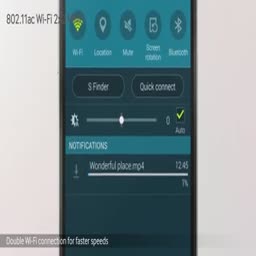 802.11ac Wi-Fi 2
Wi-Fi Location Mute Screen rotation Bluetooth
S Finder Quick connect
0
Auto
NOTIFICATIONS
Wonderful place.mp4 12:45
1%
Double Wi-Fi connection for faster speeds